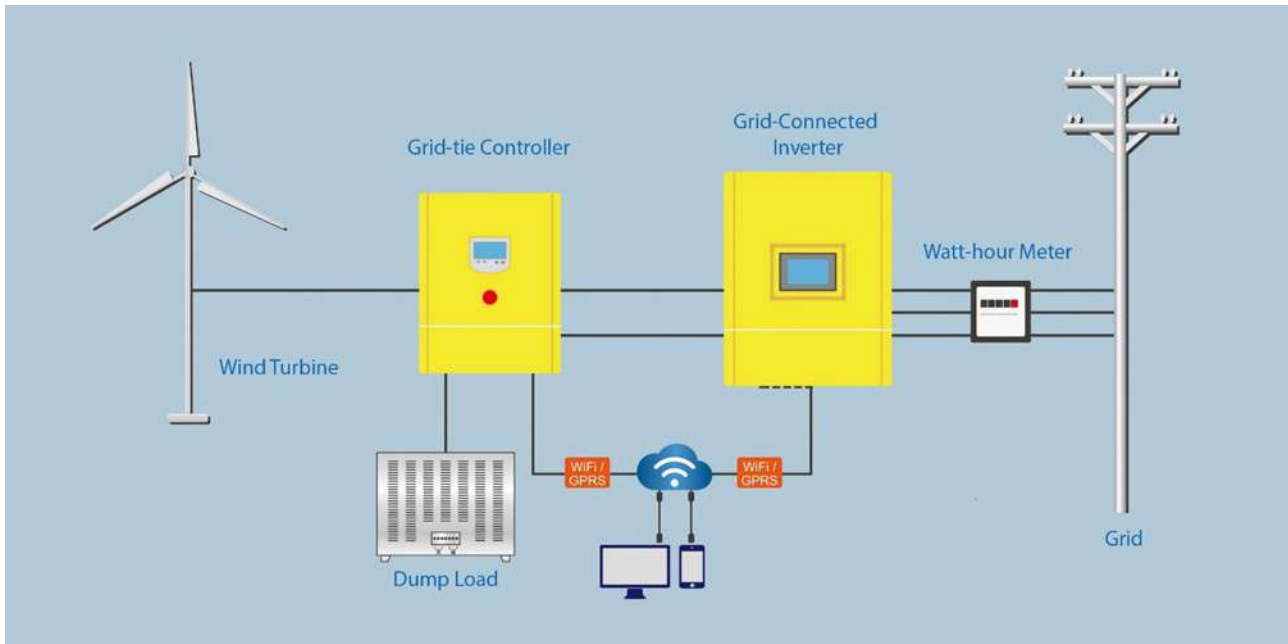 Grid-Connected
Inverter
Grid-tie Controller
Watt-hour Meter
Wind Turbine
WiFi /
GPRS
WiFi /
GPRS
Grid
Dump Load